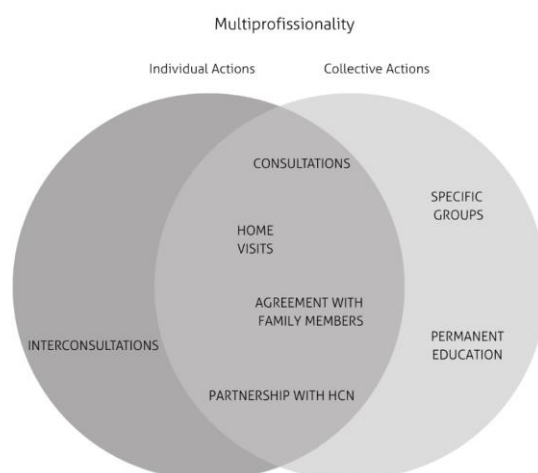 Multiprofissionality
Individual Actions
Collective Actions
CONSULTATIONS
SPECIFIC
GROUPS
HOME
VISITS
AGREEMENT WITH
FAMILY MEMBERS
INTERCONSULTATIONS
PERMANENT
EDUCATION
PARTNERSHIP WITH HCN